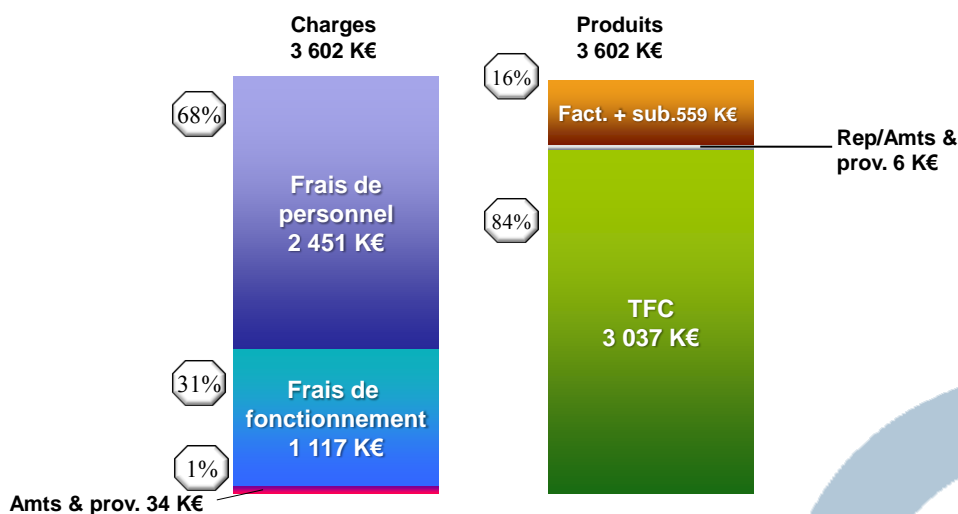 Charges
3 602 K€
68%
Frais de
personnel
2 451 K€
31%
Frais de
fonctionnement
1 117 K€
1%
Amts & prov. 34 K€
Produits
3 602 K€
16%
Fact. + sub.559 K€
Rep/Amts &
prov. 6 K€
84%
TFC
3 037 K€